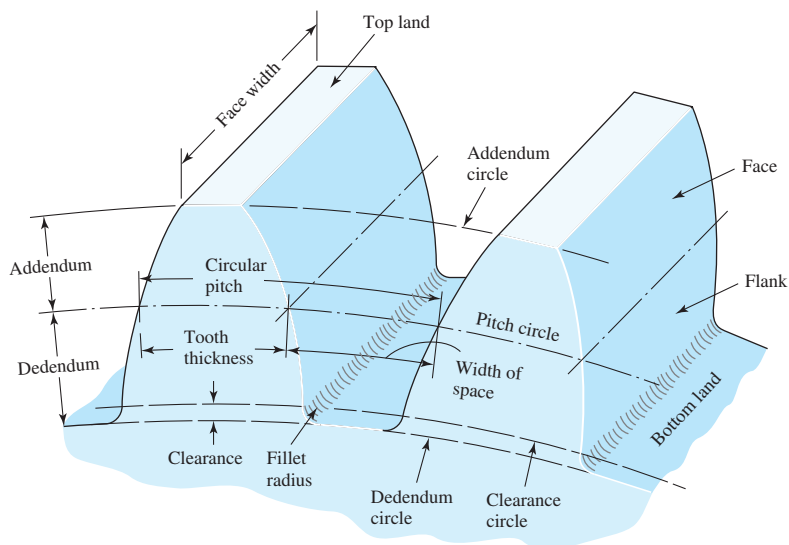 Top land
Face width
Addendum
circle
Face
Addendum
Circular
pitch
Flank
Pitch circle
Tooth
thickness
Dedendum
Width of
space
Bottom land
Clearance
Fillet
radius
Dedendum
circle
Clearance
circle